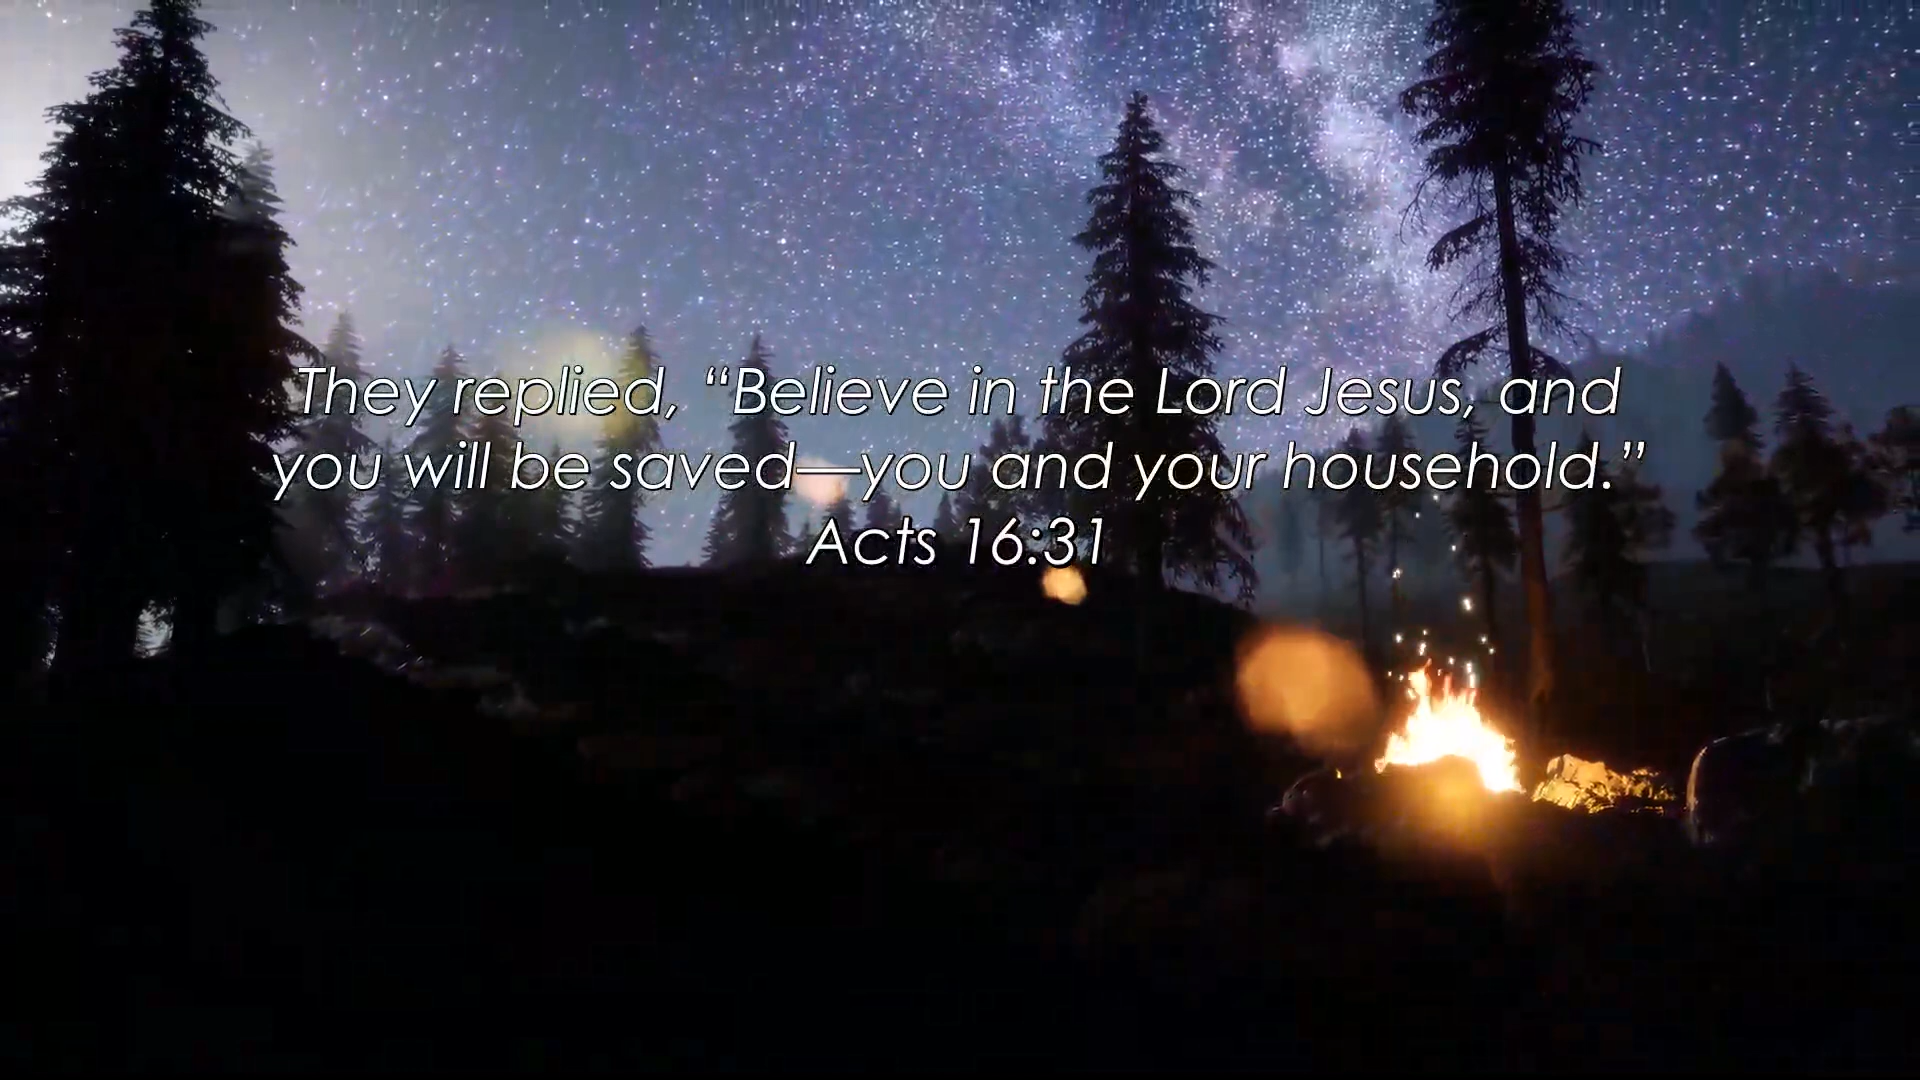 They replied, “Believe in the Lord Jesus, and
you will be saved—you and your household.”
Acts 16:31